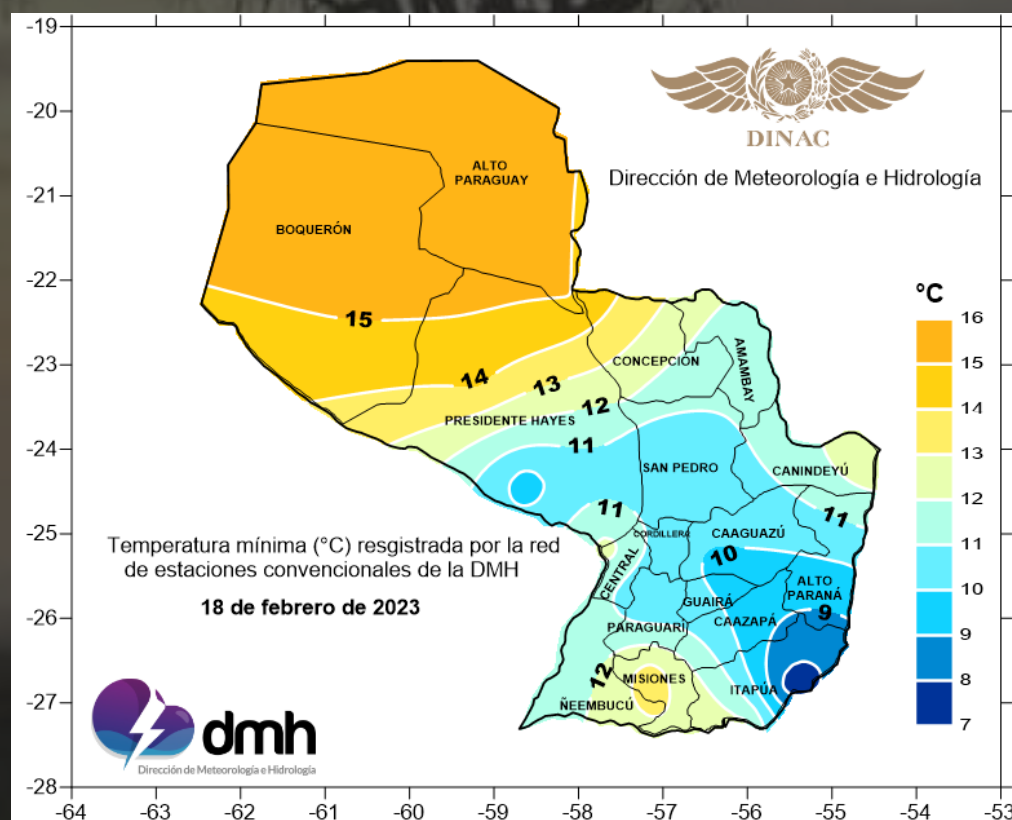 -19
-20
-21
-22
-23
-24
-25
-26
-27
-28
-64
-63
-62
-61
-60
-59
-58
-57
-56
-55
-54
-53
DINAC
Dirección de Meteorología e Hidrología
ALTO
PARAGUAY
BOQUERÓN
15
14
13
12
11
CONCEPCIÓN
AMAMBAY
PRESIDENTE HAYES
SAN PEDRO
CANINDEYÚ
11
11
CORDILLERA
CAAGUAZÚ
10
CENTRAL
ALTO
PARANÁ
GUAIRÁ
9
CAAZAPÁ
PARAGUARI
12
MISIONES
ITAPÚA
ÑEEMBUCÚ
°C
16
15
14
13
12
11
10
9
8
7
Temperatura mínima (°C) resgistrada por la red
de estaciones convencionales de la DMH
18 de febrero de 2023
dmh
Dirección de Meteorología e Hidrología